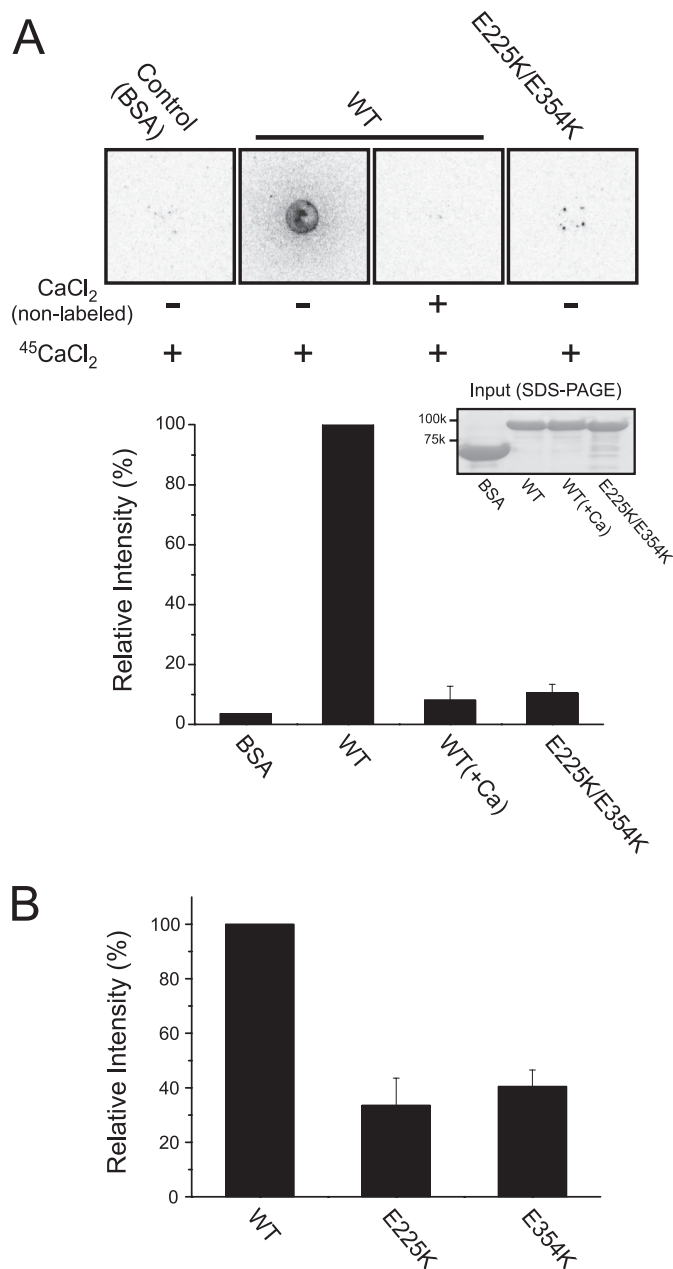 A
Control
(BSA)
WT
E225K/E354K
CaCl2
(non-labeled)
- - + -
45CaCl2
+ + + +
Input (SDS-PAGE)
100k
75k
BSA
WT
WT(+Ca)
E225K/E354K
Relative Intensity (%)
100
80
60
40
20
0
BSA
WT
WT(+Ca)
E225K/E354K
B
Relative Intensity (%)
100
80
60
40
20
0
WT
E225K
E354K